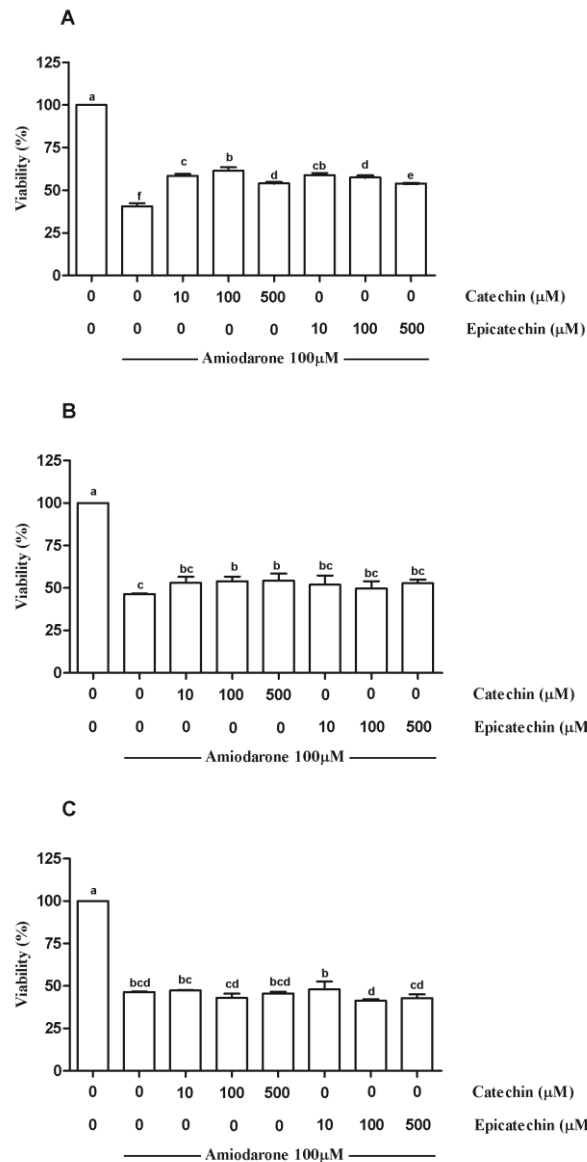 A
125
100
75
50
25
0
Viability (%)
a
f
c
b
d
cb
d
e
0 0 10 100 500 0 0 0 Catechin (μM)
0 0 0 0 0 10 100 500 Epicatechin (μM)
Amiodarone 100μM
B
125
100
75
50
25
0
Viability (%)
a
c
bc
b
b
bc
bc
bc
0 0 10 100 500 0 0 0 Catechin (μM)
0 0 0 0 0 10 100 500 Epicatechin (μM
Amiodarone 100μM
C
125
100
75
50
25
0
Viability (%)
a
bcd
bc
cd
bcd
b
d
cd
0 0 10 100 500 0 0 0 Catechin (μM)
0 0 0 0 0 10 100 500 Epicatechin (μM
Amiodarone 100μM